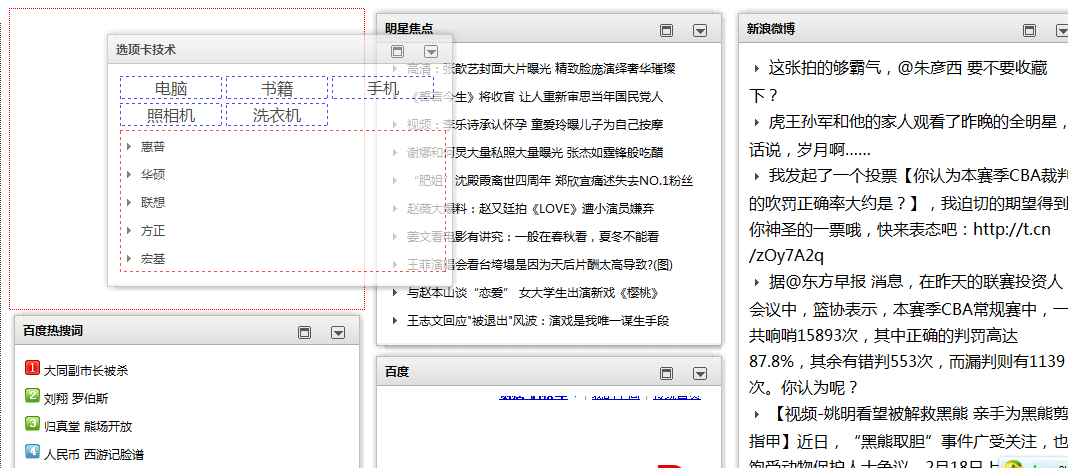 选项卡技术
电脑 书籍 手机
照相机 洗衣机
惠普
华硕
联想
方正
宏基
百度热搜词
1 大同副市长被杀
2 刘翔 罗伯斯
3 归真堂 熊场开放
4 人民币 西游记脸谱
明星焦点
高清：张歆艺封面大片曝光 精致脸庞演绎奢华璀璨
今生》将收官 让人重新审思当年国民党人
视频：李乐诗承认怀孕 童爱玲曝儿子为自己按摩
谢娜和何炅大量私照大量曝光 张杰如霆锋般吃醋
“肥姐”沈殿霞离世四周年 郑欣宜痛述失去NO.1粉丝
赵薇大爆料：赵又廷拍《LOVE》遭小演员嫌弃
姜文看电影有讲究：一般在春秋看，夏冬不能看
王菲演唱会看台垮塌是因为天后片酬太高导致?(图)
与赵本山谈“恋爱” 女大学生出演新戏《樱桃》
王志文回应"被退出"风波：演戏是我唯一谋生手段
百度
新浪微博
这张拍的够霸气，@朱彦西 要不要收藏
下？
虎王孙军和他的家人观看了昨晚的全明星，
话说，岁月啊......
我发起了一个投票【你认为本赛季CBA裁判
的吹罚正确率大约是？】，我迫切的期望得到
你神圣的一票哦，快来表态吧：http://t.cn
/zOy7A2q
据@东方早报 消息，在昨天的联赛投资人
会议中，篮协表示，本赛季CBA常规赛中，一
共响哨15893次，其中正确的判罚高达
87.8%，其余有错判553次，而漏判则有1139
次。你认为呢？
【视频-姚明看望被解救黑熊 亲手为黑熊剪
指甲】近日，“黑熊取胆”事件广受关注，也
饱受动物保护人士争议。2月18日上